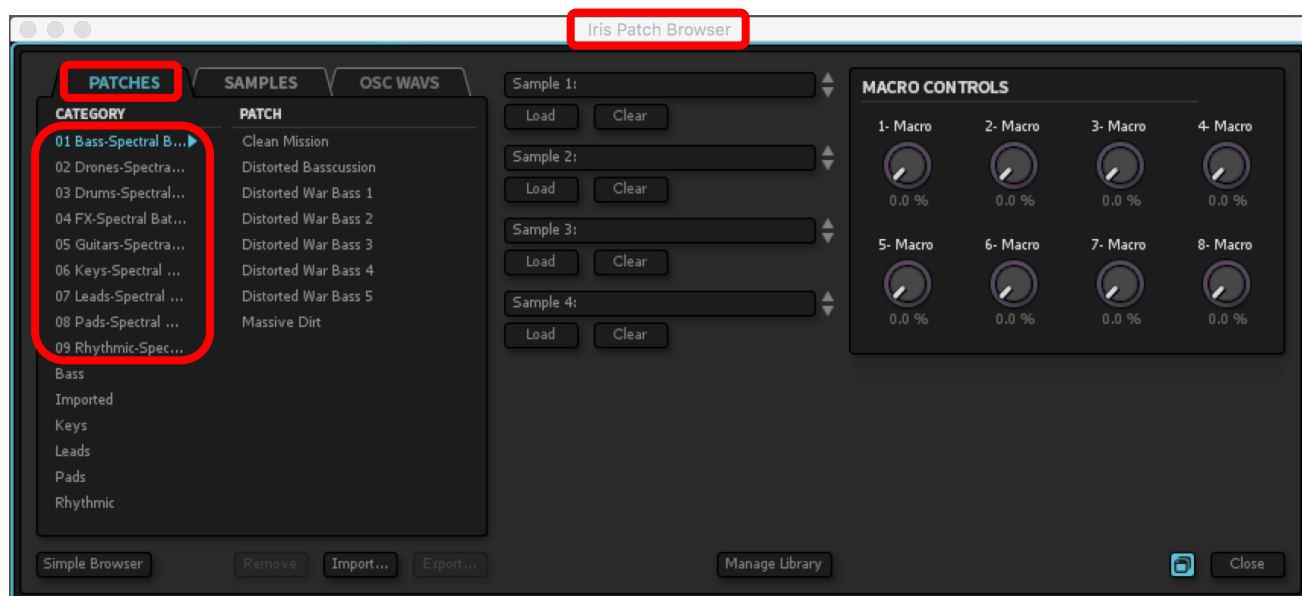 Iris Patch Browser
PATCHES SAMPLES OSC WAVS
CATEGORY PATCH
01 Bass-Spectral B... Clean Mission
02 Drones-Spectra... Distorted Basscussion
03 Drums-Spectral... Distorted War Bass 1
04 FX-Spectral Bat... Distorted War Bass 2
05 Guitars-Spectra... Distorted War Bass 3
06 Keys-Spectral ... Distorted War Bass 4
07 Leads-Spectral ... Distorted War Bass 5
08 Pads-Spectral ... Massive Dirt
09 Rhythmic-Spec...
Bass
Imported
Keys
Leads
Pads
Rhythmic
Sample 1:
Load Clear
Sample 2:
Load Clear
Sample 3:
Load Clear
Sample 4:
Load Clear
MACRO CONTROLS
1- Macro 2- Macro 3- Macro 4- Macro
0.0 % 0.0 % 0.0 % 0.0 %
5- Macro 6- Macro 7- Macro 8- Macro
0.0 % 0.0 % 0.0 % 0.0 %
Simple Browser Remove Import... Export... Manage Library Close